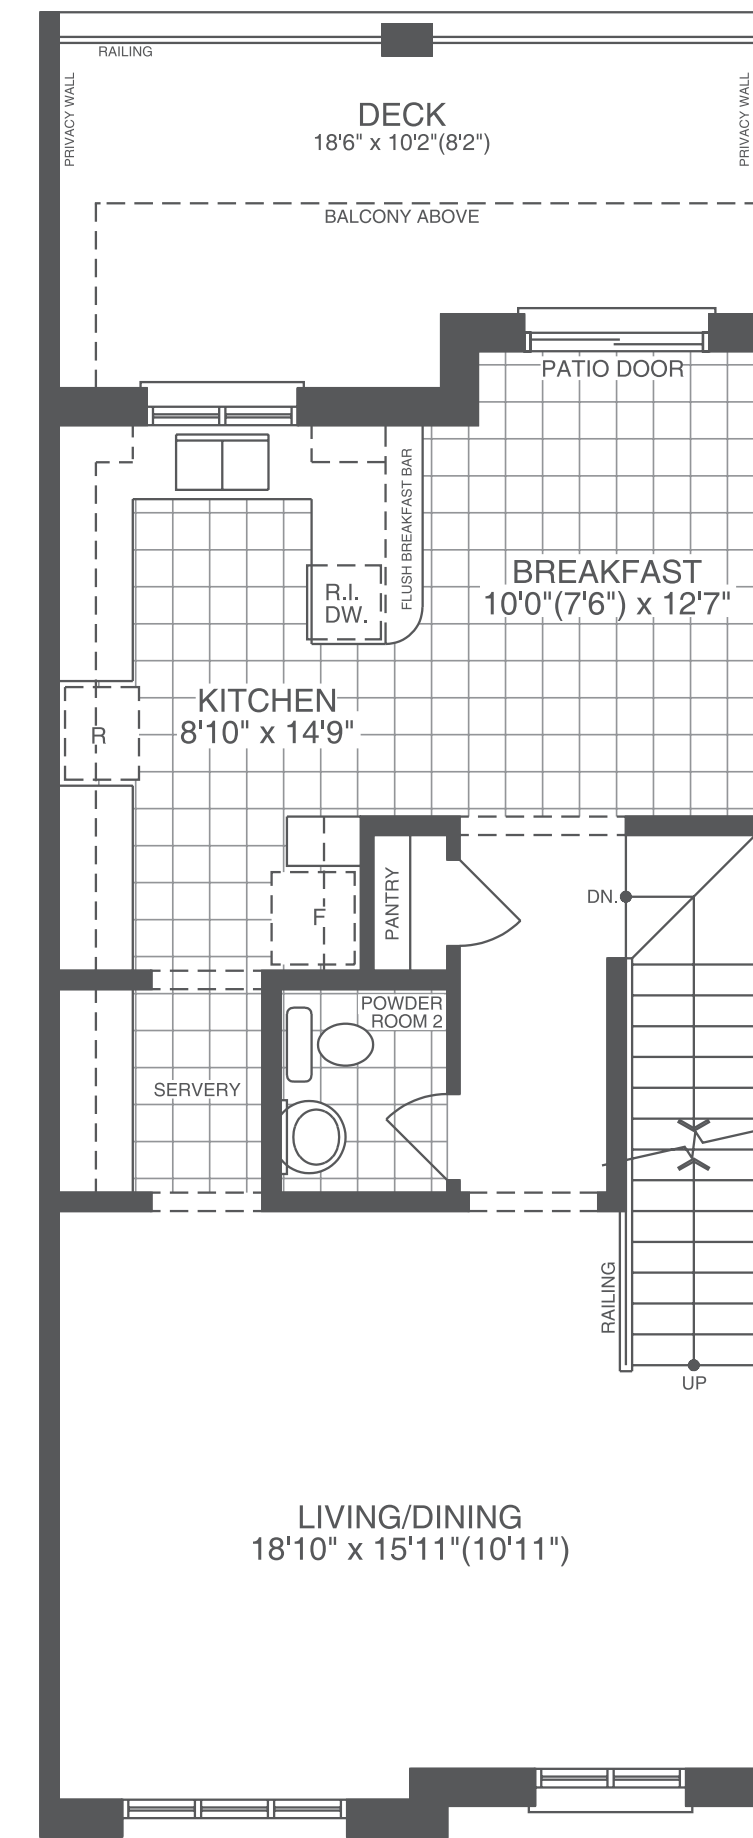 RAILING
PRIVACY WALL
PRIVACY WALL
DECK
18'6" x 10'2"(8'2")
BALCONY ABOVE
PATIO DOOR
FLUSH BREAKFAST BAR
BREAKFAST
10'0"(7'6") x 12'7"
R.I.
DW.
KITCHEN
8'10" x 14'9"
R
F
PANTRY
DN.
POWDER
ROOM 2
SERVERY
RAILING
UP
LIVING/DINING
18'10" x 15'11"(10'11")